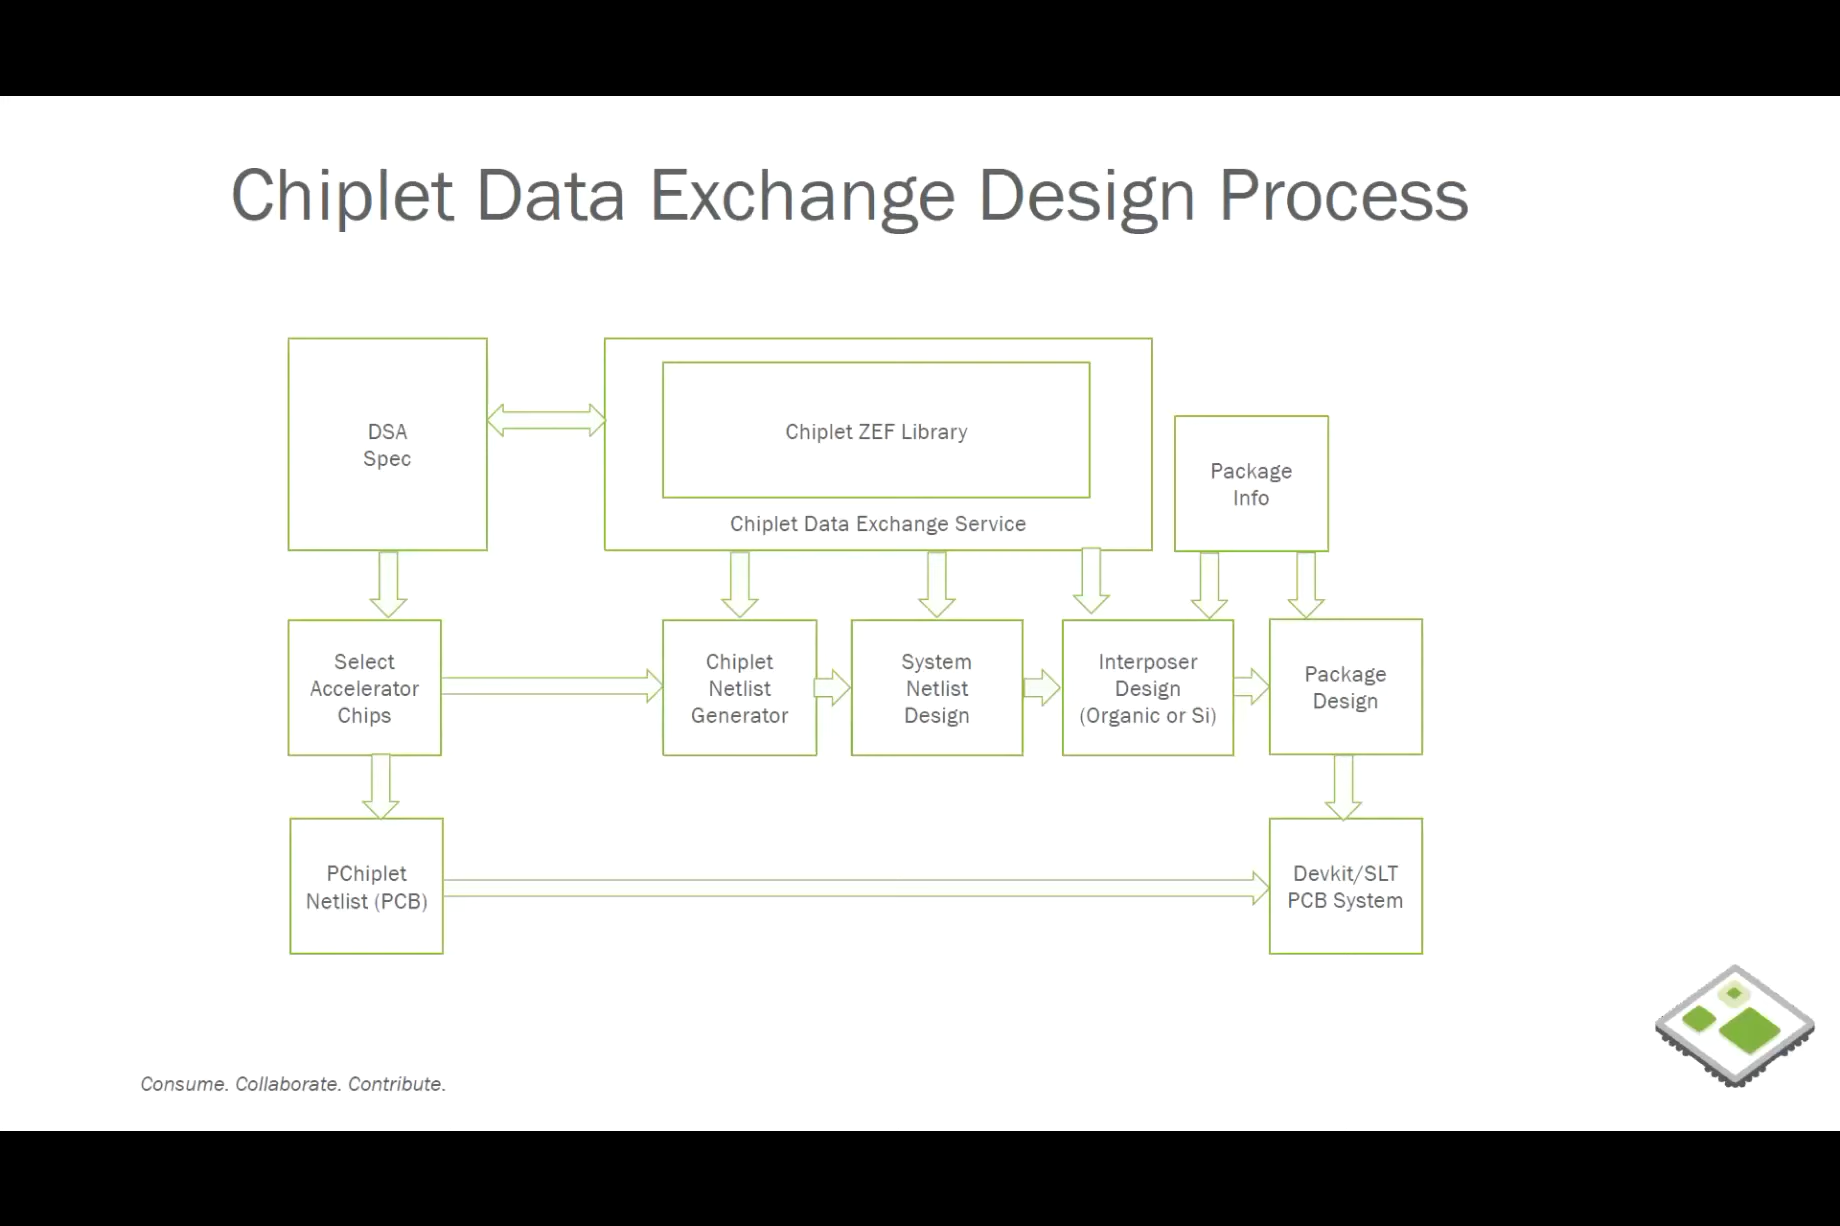 Chiplet Data Exchange Design Process
DSA
Spec
Chiplet ZEF Library
Chiplet Data Exchange Service
Package
Info
Select
Accelerator
Chips
Chiplet
Netlist
Generator
System
Netlist
Design
Interposer
Design
(Organic or Si)
Package
Design
PChiplet
Netlist (PCB)
Devkit/SLT
PCB System
Consume. Collaborate. Contribute.